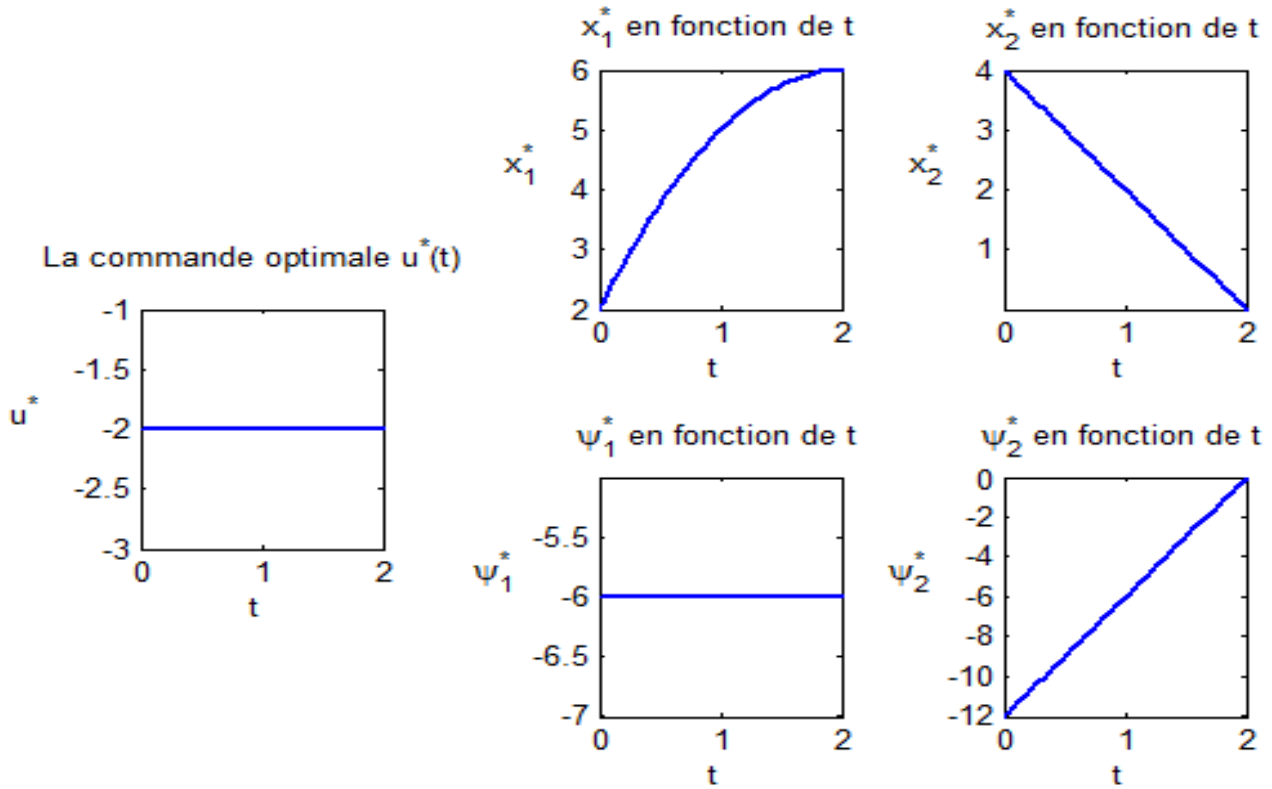 La commande optimale u*(t)
-1
-1.5
-2
-2.5
-3
u*
0 1 2
t
x₁* en fonction de t
6
5
4
3
2
x₁*
0 1 2
t
x₂* en fonction de t
4
3
2
1
x₂*
0 1 2
t
ψ₁* en fonction de t
-5.5
-6
-6.5
-7
ψ₁*
0 1 2
t
ψ₂* en fonction de t
0
-2
-4
-6
-8
-10
-12
ψ₂*
0 1 2
t